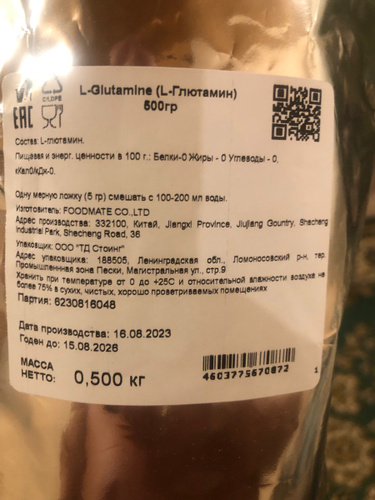 L-Glutamine (L-Глютамин)
500гр
EAC
Состав: L-глютамин.
Пищевая и энерг. ценности в 100 г.: Белки-0 Жиры - 0 Углеводы - 0,
кКал0/кДж-0.
Одну мерную ложку (5 гр) смешать с 100-200 мл воды.
Изготовитель: FOODMATE CO.,LTD
Адрес производства: 332100, Китай, Jiangxi Province, Jiujiang Country, Shacheng
Industrial Park, Shecheng Road, 36
Упаковщик: ООО "ТД Стоинг"
Адрес упаковщика: 188505, Ленинградская обл., Ломоносовский р-н, тер.
Промышленнная зона Пески, Магистральная ул., стр.9
Хранить при температуре от 0 до +25С и относительной влажности воздуха не
более 75% в сухих, чистых, хорошо проветриваемых помещениях
Партия: 6230816048
Дата производства: 16.08.2023
Годен до: 15.08.2026
МАССА
НЕТТО: 0,500 кг
4603775670872
1